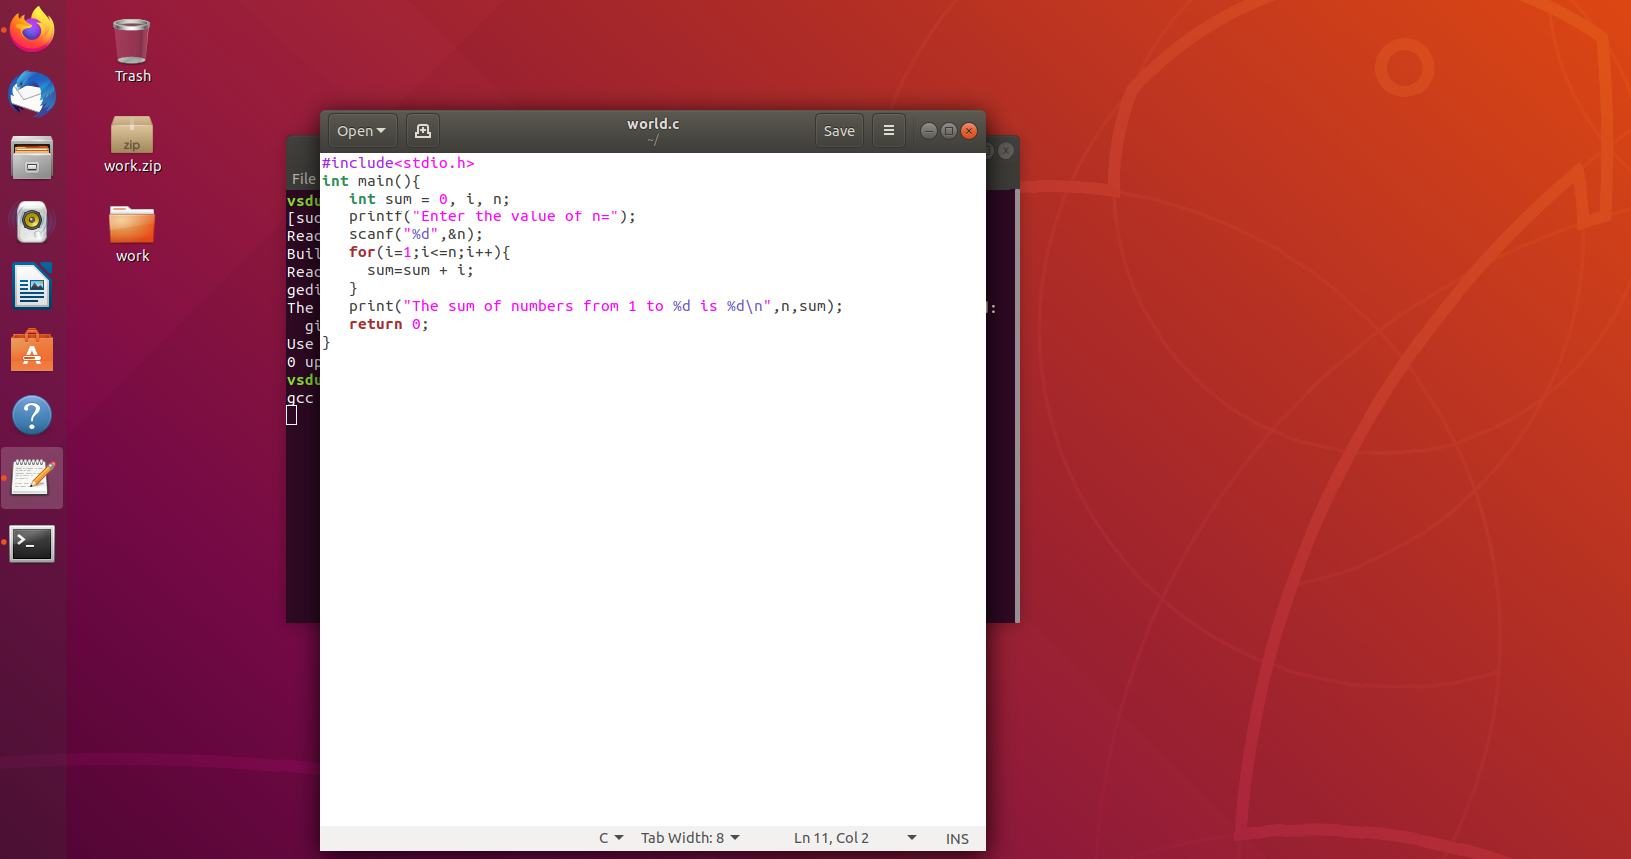 Trash
zip
work.zip
work
Open
world.c
~/
Save
#include<stdio.h>
int main(){
int sum = 0, i, n;
printf("Enter the value of n=");
scanf("%d",&n);
for(i=1;i<=n;i++){
sum=sum + i;
}
print("The sum of numbers from 1 to %d is %d\n",n,sum);
return 0;
}
C
Tab Width: 8
Ln 11, Col 2
INS
File
vsdu
[suc
Read
Buil
Read
gedi
The
gi
Use
0 up
vsdu
gcc